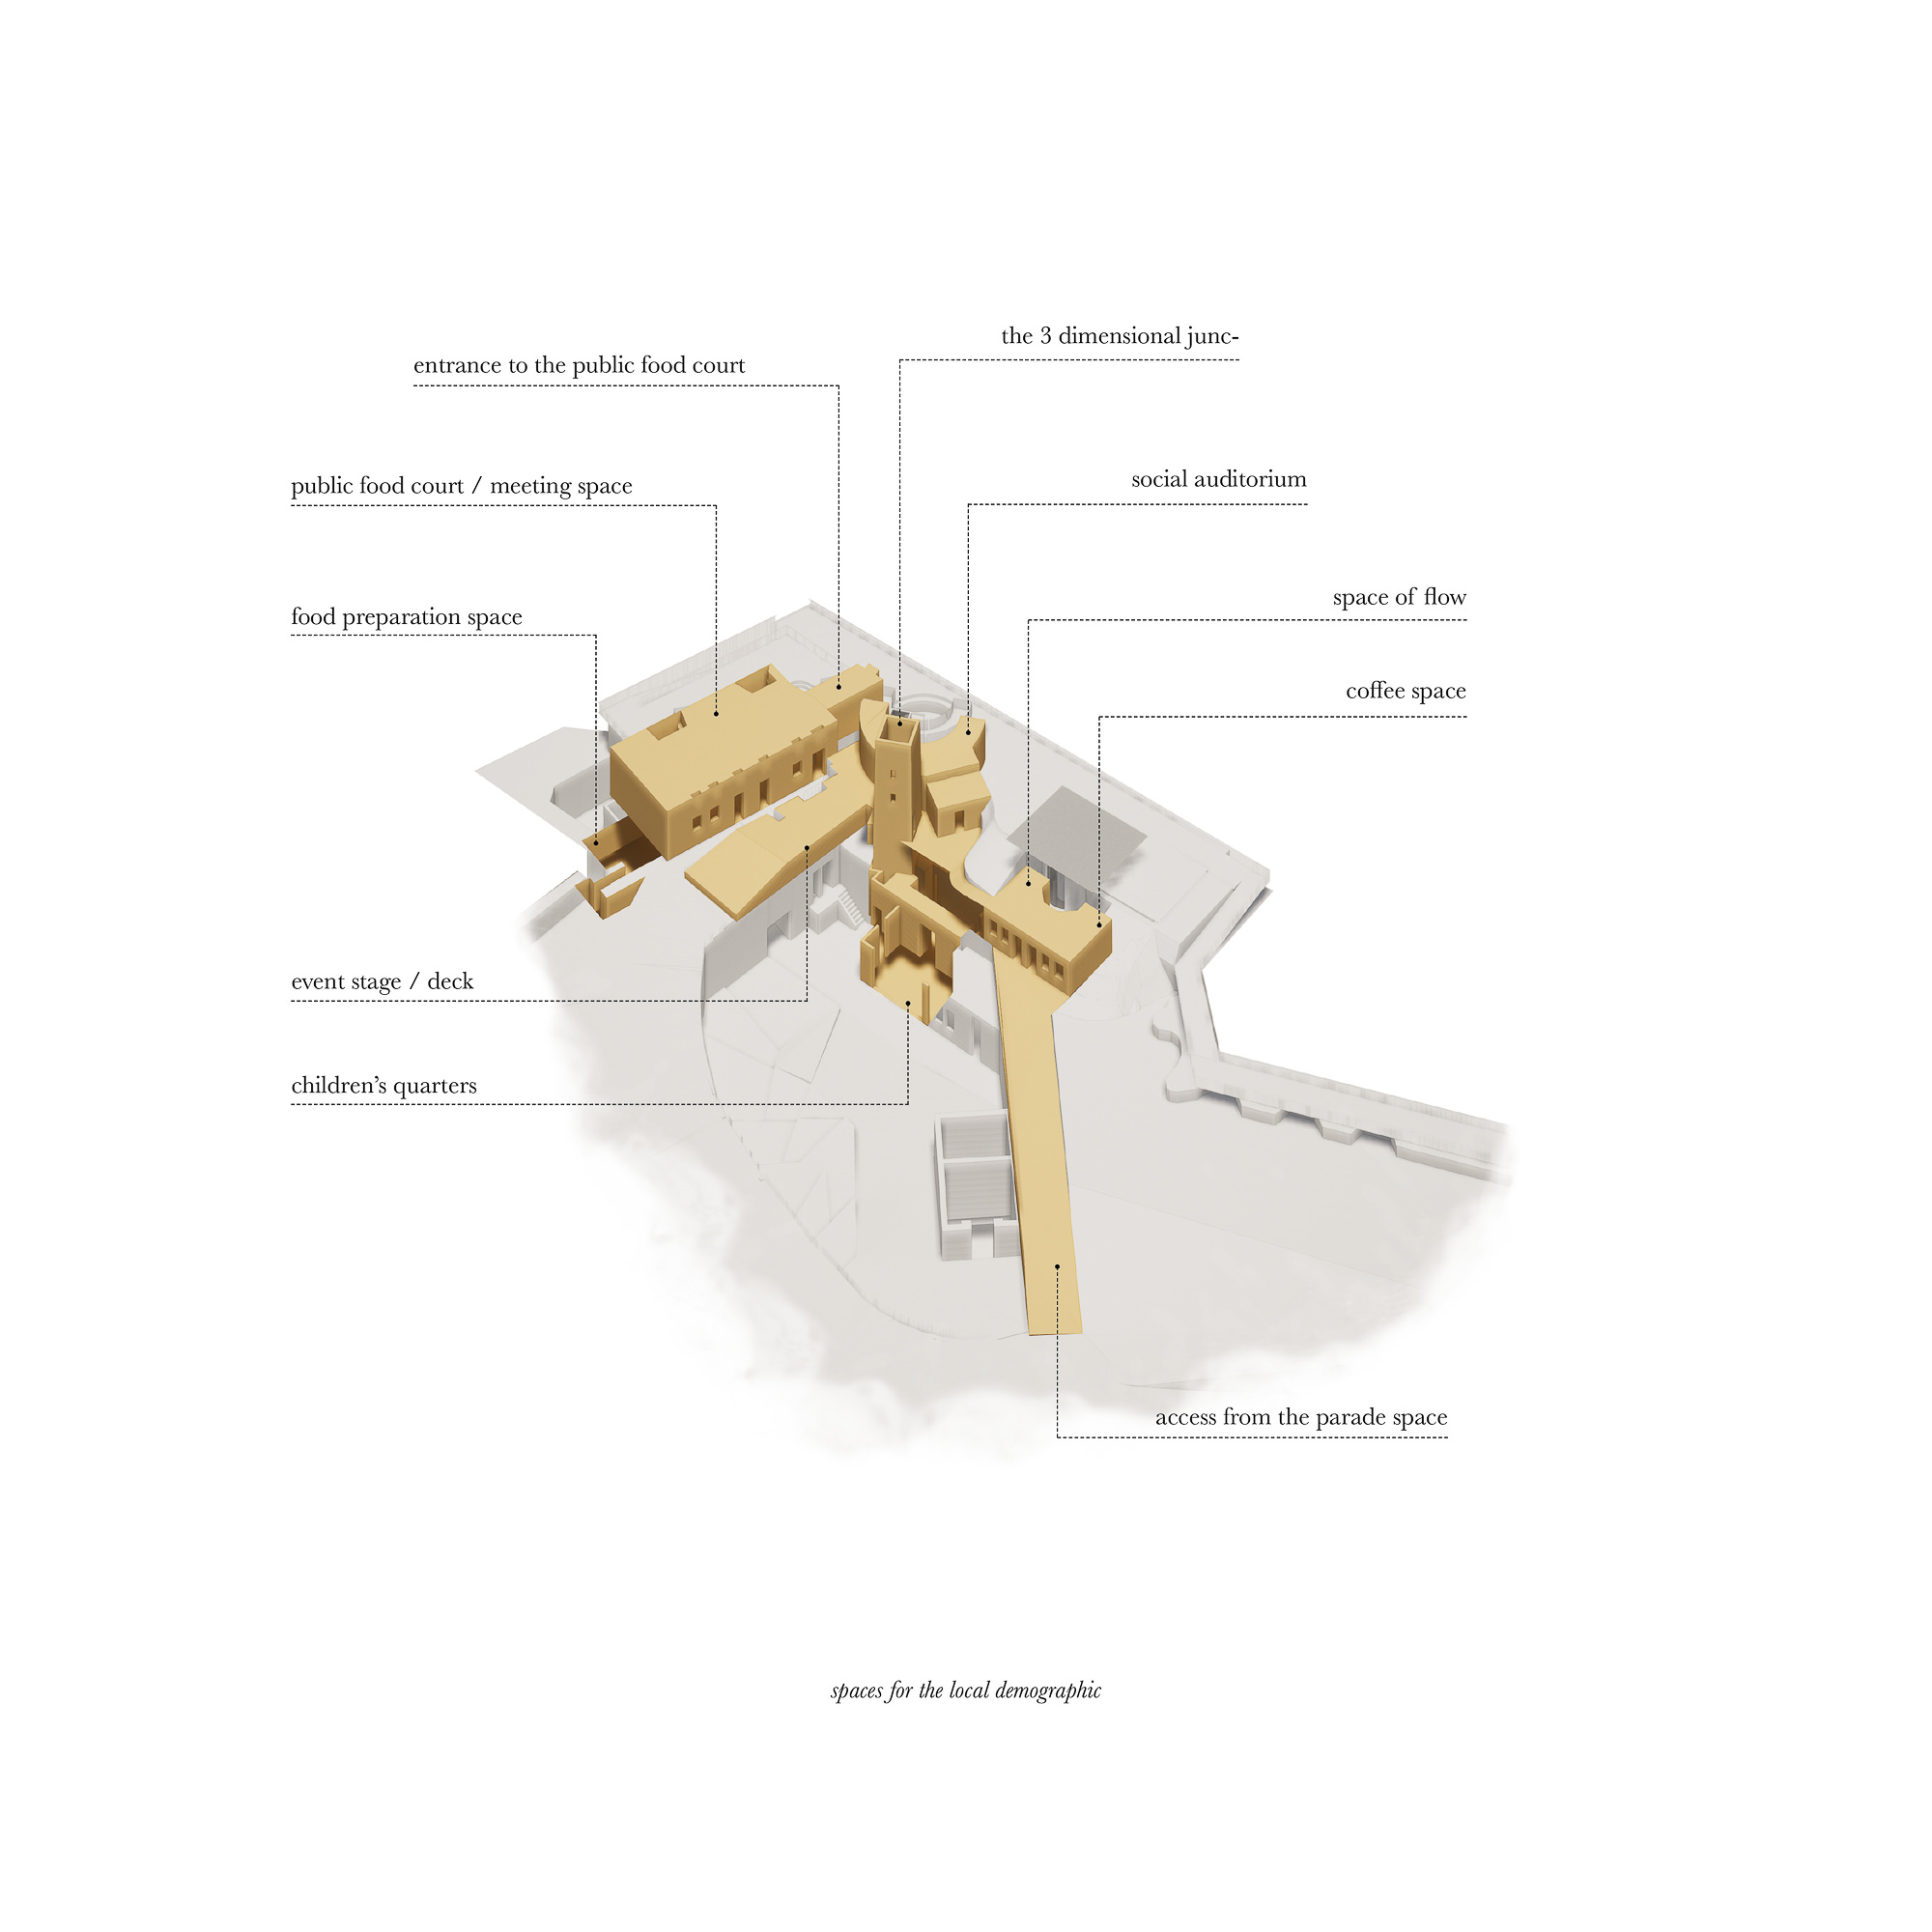 the 3 dimensional junc-
entrance to the public food court
social auditorium
public food court / meeting space
space of flow
food preparation space
coffee space
event stage / deck
children’s quarters
access from the parade space
spaces for the local demographic